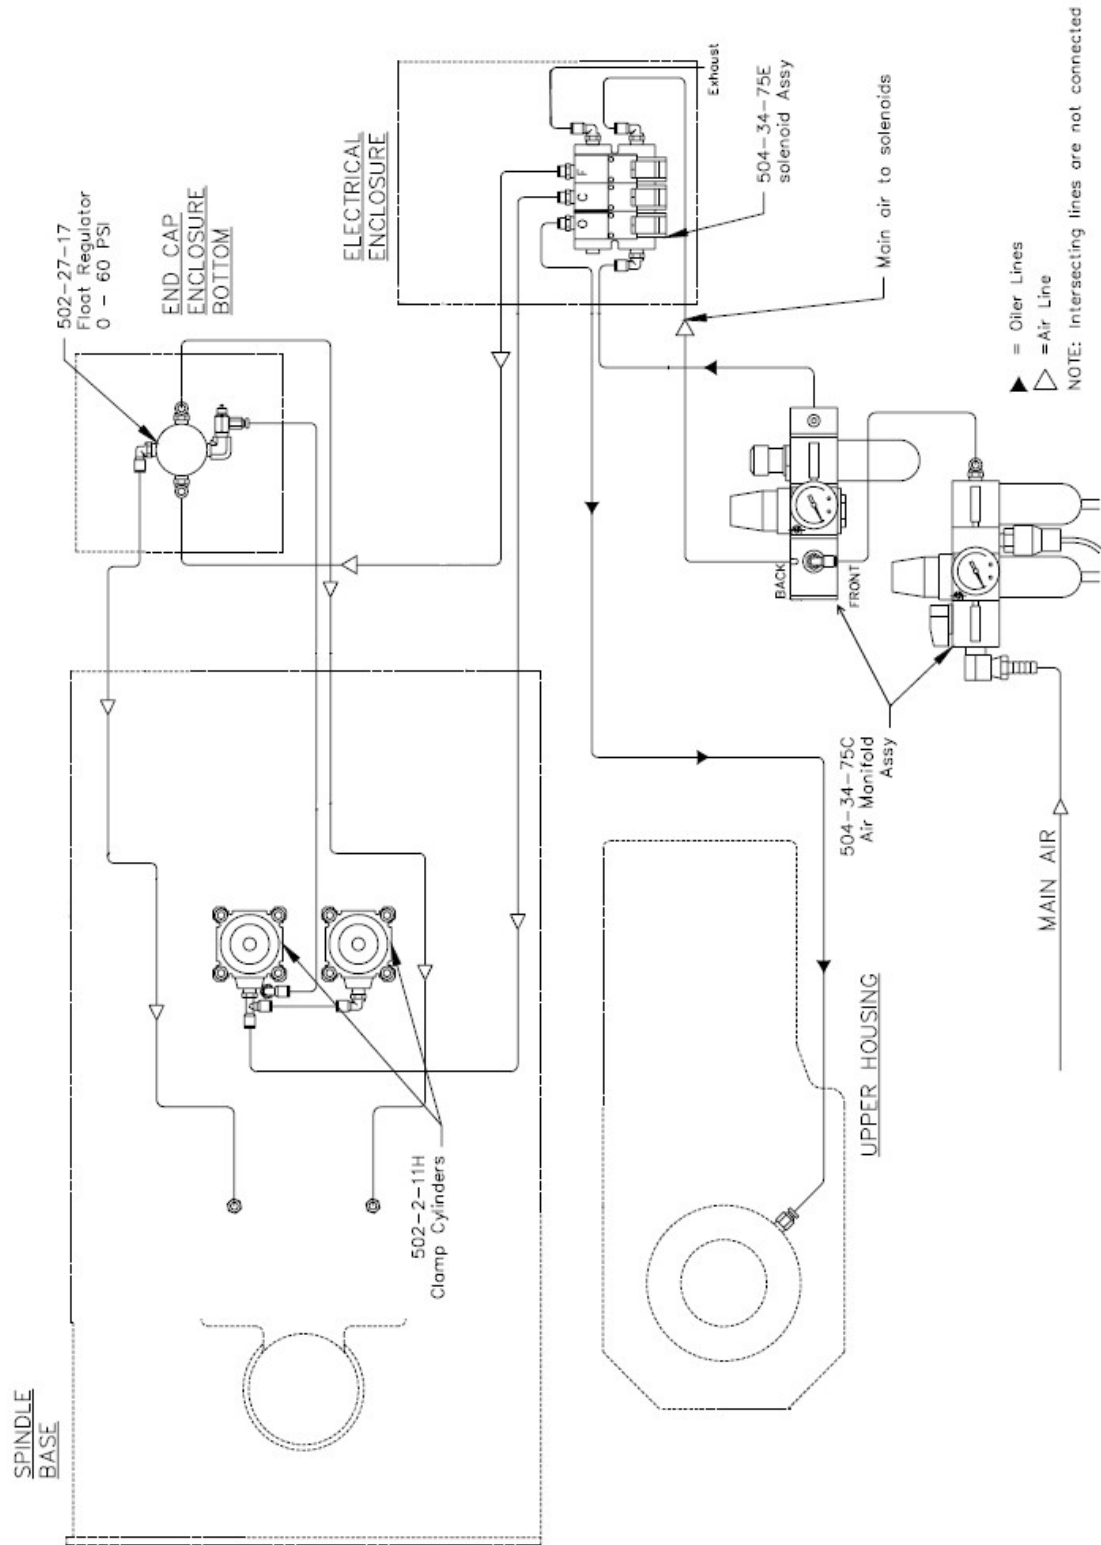 SPINDLE
BASE
502-27-17
Float Regulator
0 - 60 PSI
END CAP
ENCLOSURE
BOTTOM
ELECTRICAL
ENCLOSURE
O
C
F
Exhaust
504-34-75E
solenoid Assy
Main air to solenoids
502-2-11H
Clamp Cylinders
UPPER HOUSING
BACK
FRONT
504-34-75C
Air Manifold
Assy
MAIN AIR
= Oiler Lines
= Air Line
NOTE: Intersecting lines are not connected